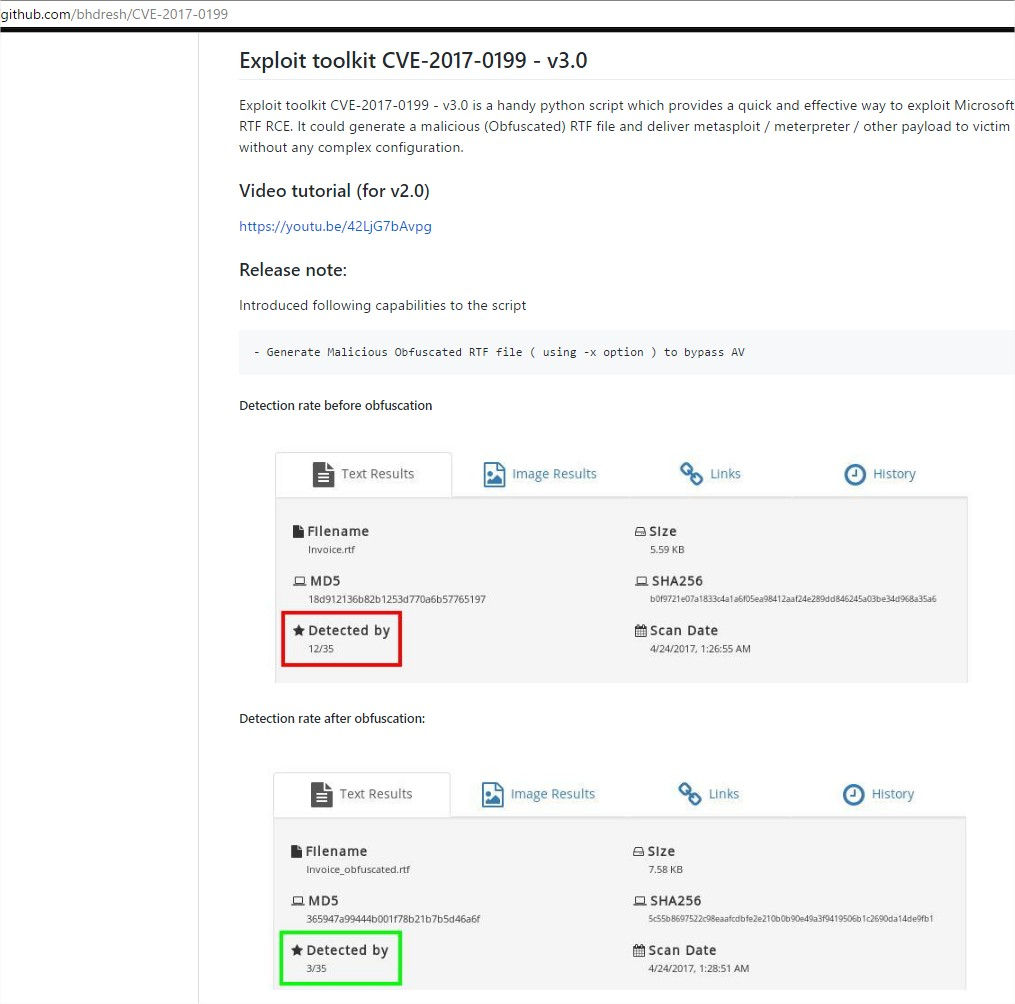 github.com/bhdresh/CVE-2017-0199
Exploit toolkit CVE-2017-0199 - v3.0
Exploit toolkit CVE-2017-0199 - v3.0 is a handy python script which provides a quick and effective way to exploit Microsoft
RTF RCE. It could generate a malicious (Obfuscated) RTF file and deliver metasploit / meterpreter / other payload to victim
without any complex configuration.
Video tutorial (for v2.0)
https://youtu.be/42LjG7bAvpg
Release note:
Introduced following capabilities to the script
- Generate Malicious Obfuscated RTF file ( using -x option ) to bypass AV
Detection rate before obfuscation
Text Results Image Results Links History
Filename Size
Invoice.rtf 5.59 KB
MD5 SHA256
18d912136b82b1253d770a6b57765197 b0f9721e07a1833c4a1a6f05ea98412aaf24e289dd846245a03be34d968a35a6
Detected by Scan Date
12/35 4/24/2017, 1:26:55 AM
Detection rate after obfuscation:
Text Results Image Results Links History
Filename Size
Invoice_obfuscated.rtf 7.58 KB
MD5 SHA256
365947a99444b001f78b21b7b5d46a6f 5c55b8697522c98eaafcdbfe2e210b0b90e49a3f9419506b1c2690da14de9fb1
Detected by Scan Date
3/35 4/24/2017, 1:28:51 AM